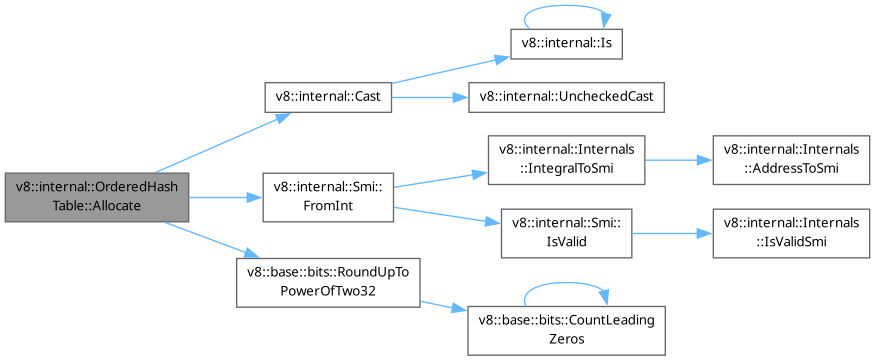 v8::internal::Is
v8::internal::Cast
v8::internal::UncheckedCast
v8::internal::Internals
::IntegralToSmi
v8::internal::Internals
::AddressToSmi
v8::internal::OrderedHash
Table::Allocate
v8::internal::Smi::
FromInt
v8::internal::Smi::
IsValid
v8::internal::Internals
::IsValidSmi
v8::base::bits::RoundUpTo
PowerOfTwo32
v8::base::bits::CountLeading
Zeros